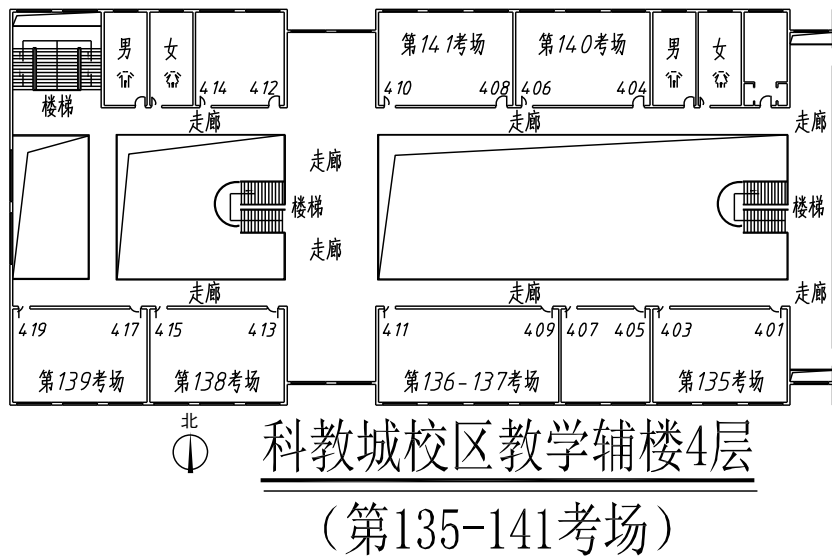 男 女 第141考场 第140考场 男 女
414 412 410 408 406 404
楼梯
走廊 走廊 走廊
走廊
楼梯 楼梯
走廊
走廊 走廊 走廊
419 417 415 413 411 409 407 405 403 401
第139考场 第138考场 第136-137考场 第135考场
北
科教城校区教学辅楼4层
（第135-141考场）